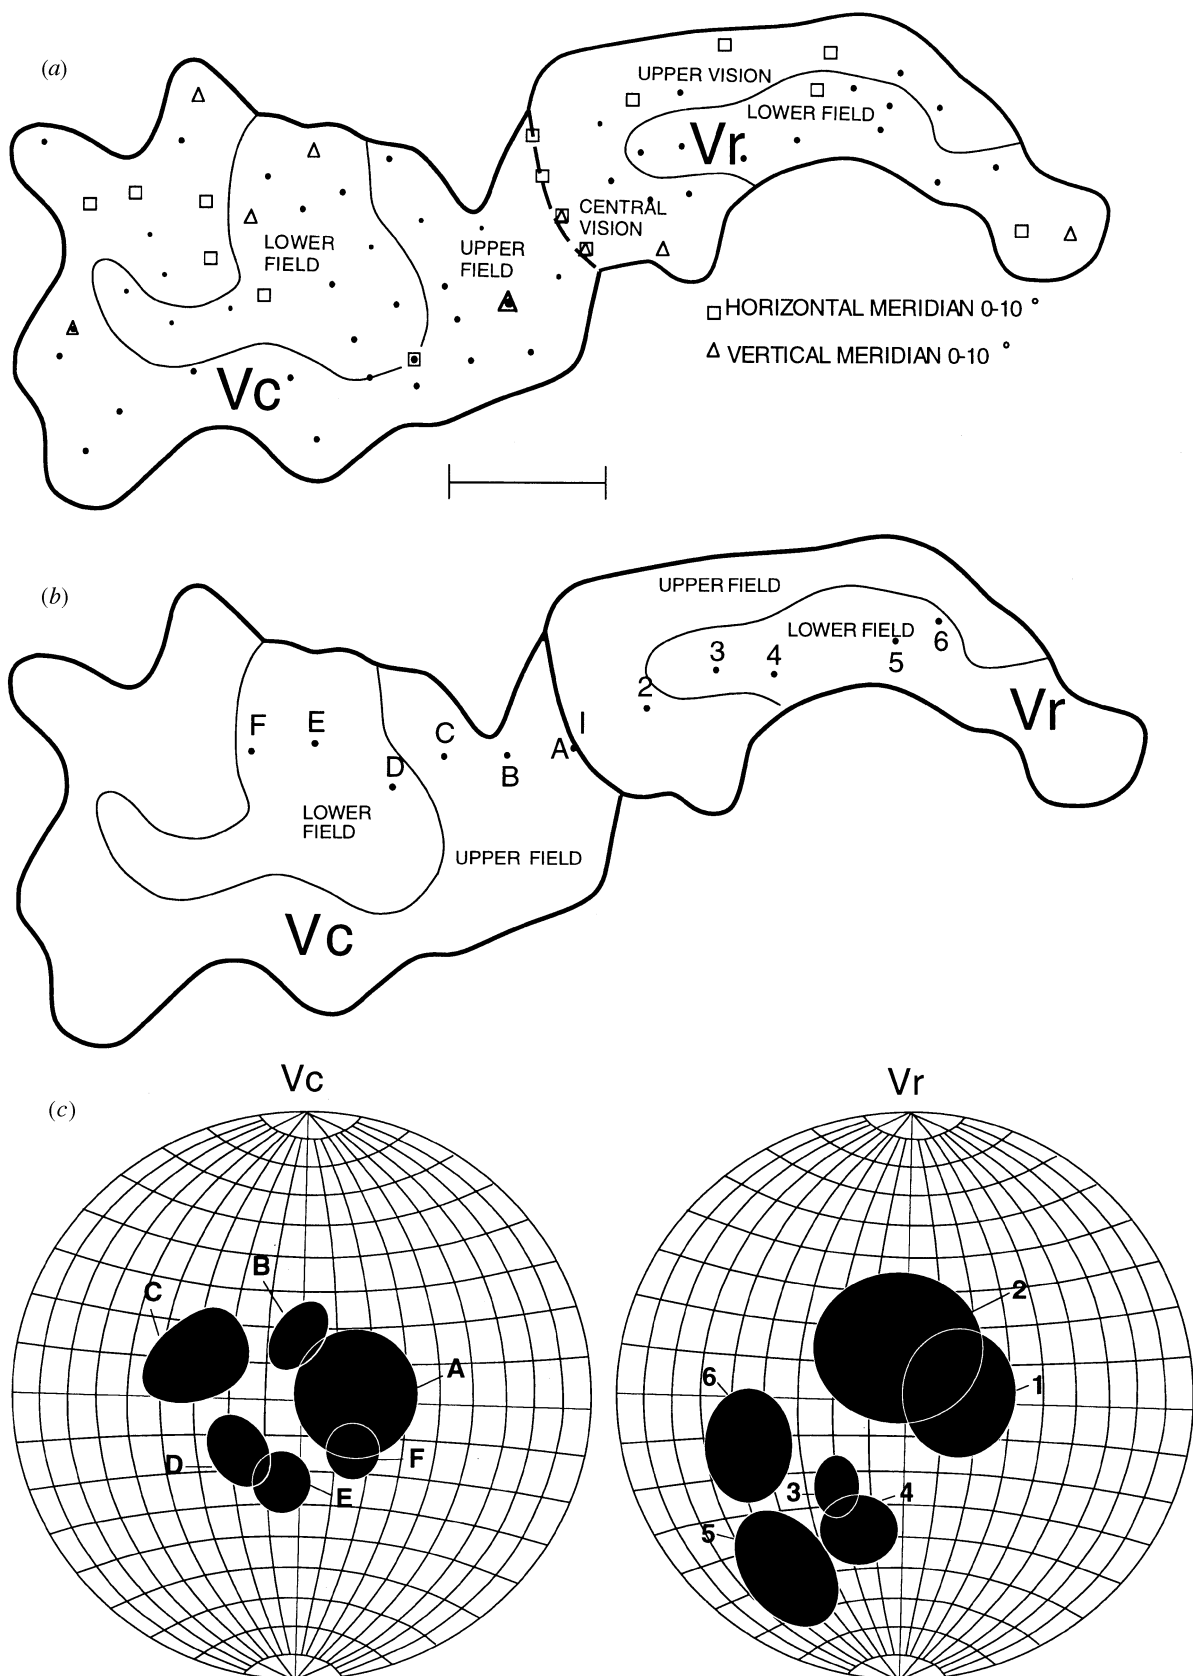 (a)
UPPER VISION
LOWER FIELD
Vr
CENTRAL
VISION
LOWER
FIELD
UPPER
FIELD
HORIZONTAL MERIDIAN 0-10 °
VERTICAL MERIDIAN 0-10 °
Vc
(b)
UPPER FIELD
LOWER FIELD
6
3
4
5
2
Vr
F
E
C
I
A
B
D
LOWER
FIELD
UPPER FIELD
Vc
Vc
Vr
(c)
B
C
A
D
F
E
2
6
1
3
4
5